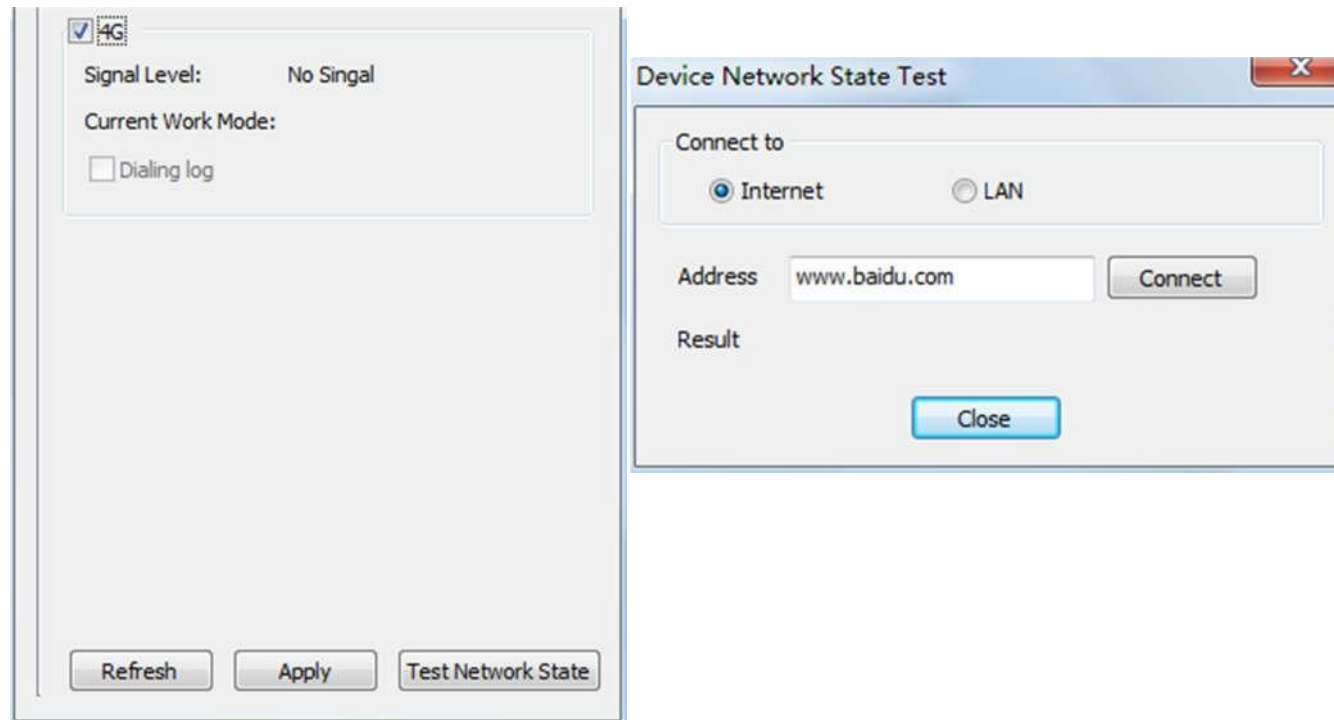 4G
Signal Level: No Singal
Current Work Mode:
Dialing log
Refresh Apply Test Network State
Device Network State Test
Connect to
Internet LAN
Address www.baidu.com Connect
Result
Close